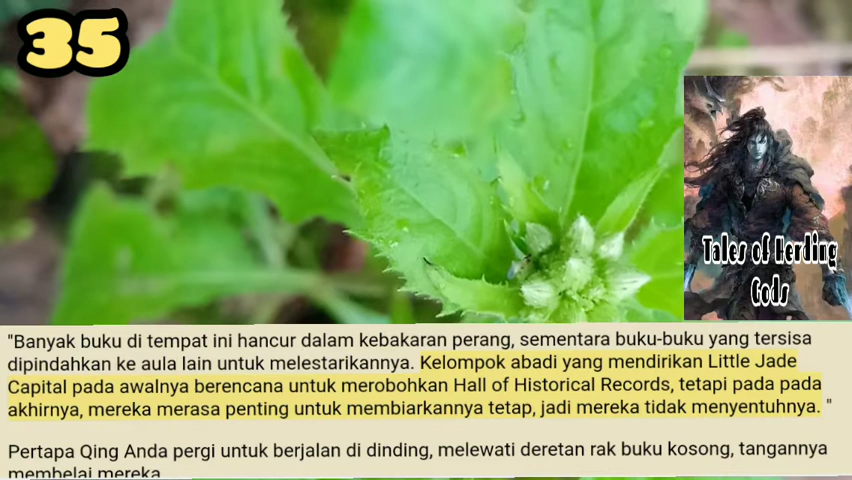 35
Tales of Herding
Gods
"Banyak buku di tempat ini hancur dalam kebakaran perang, sementara buku-buku yang tersisa
dipindahkan ke aula lain untuk melestarikannya. Kelompok abadi yang mendirikan Little Jade
Capital pada awalnya berencana untuk merobohkan Hall of Historical Records, tetapi pada pada
akhirnya, mereka merasa penting untuk membiarkannya tetap, jadi mereka tidak menyentuhnya. "
Pertapa Qing Anda pergi untuk berjalan di dinding, melewati deretan rak buku kosong, tangannya
membelai mereka